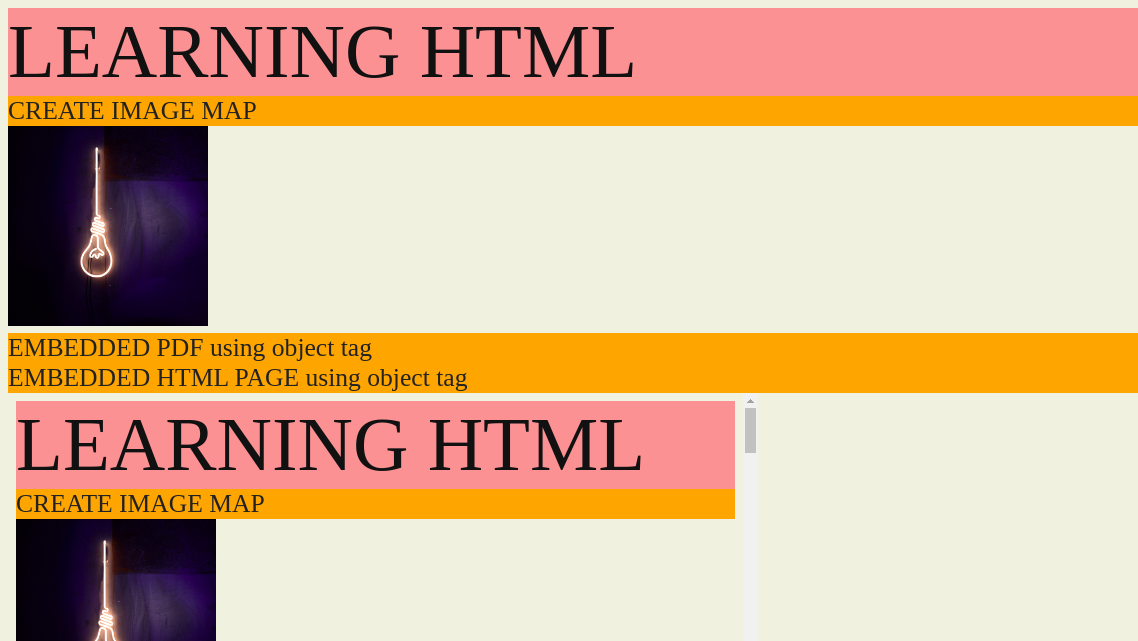 LEARNING HTML
CREATE IMAGE MAP
EMBEDDED PDF using object tag
EMBEDDED HTML PAGE using object tag
LEARNING HTML
CREATE IMAGE MAP